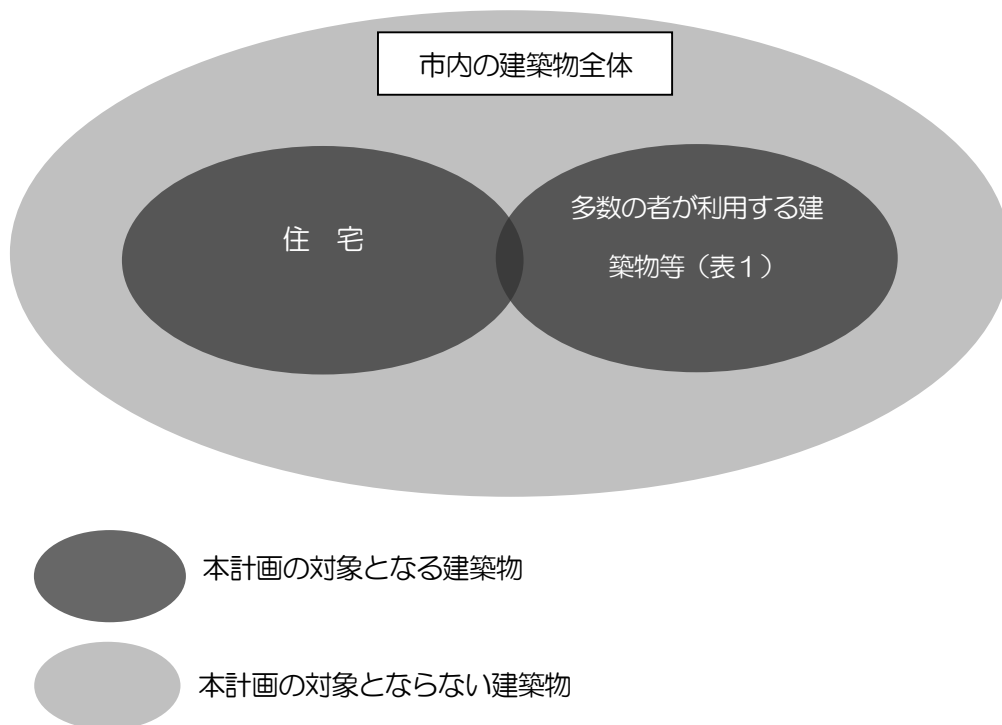 市内の建築物全体
住　宅
多数の者が利用する建
築物等（表１）
本計画の対象となる建築物
本計画の対象とならない建築物